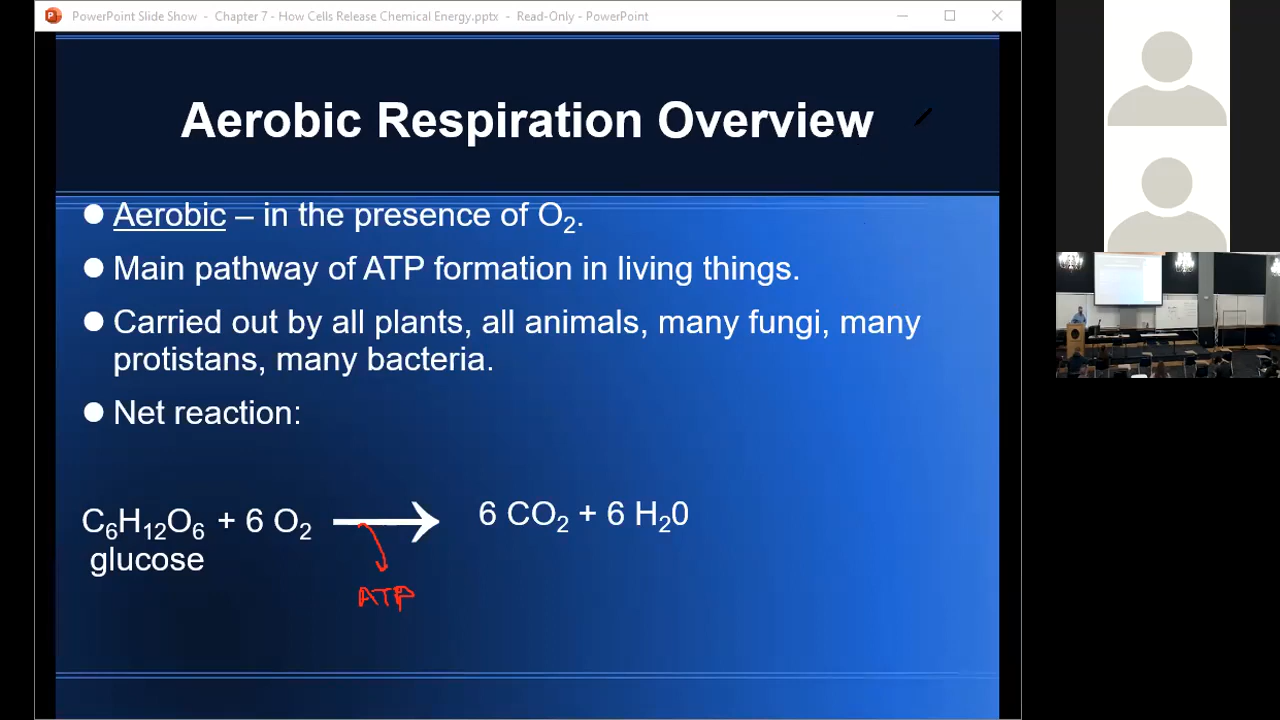 PowerPoint Slide Show - Chapter 7 - How Cells Release Chemical Energy.pptx - Read-Only - PowerPoint
Aerobic Respiration Overview
● Aerobic – in the presence of O₂.
● Main pathway of ATP formation in living things.
● Carried out by all plants, all animals, many fungi, many
protistans, many bacteria.
● Net reaction:
C₆H₁₂O₆ + 6 O₂ → 6 CO₂ + 6 H₂0
glucose
ATP